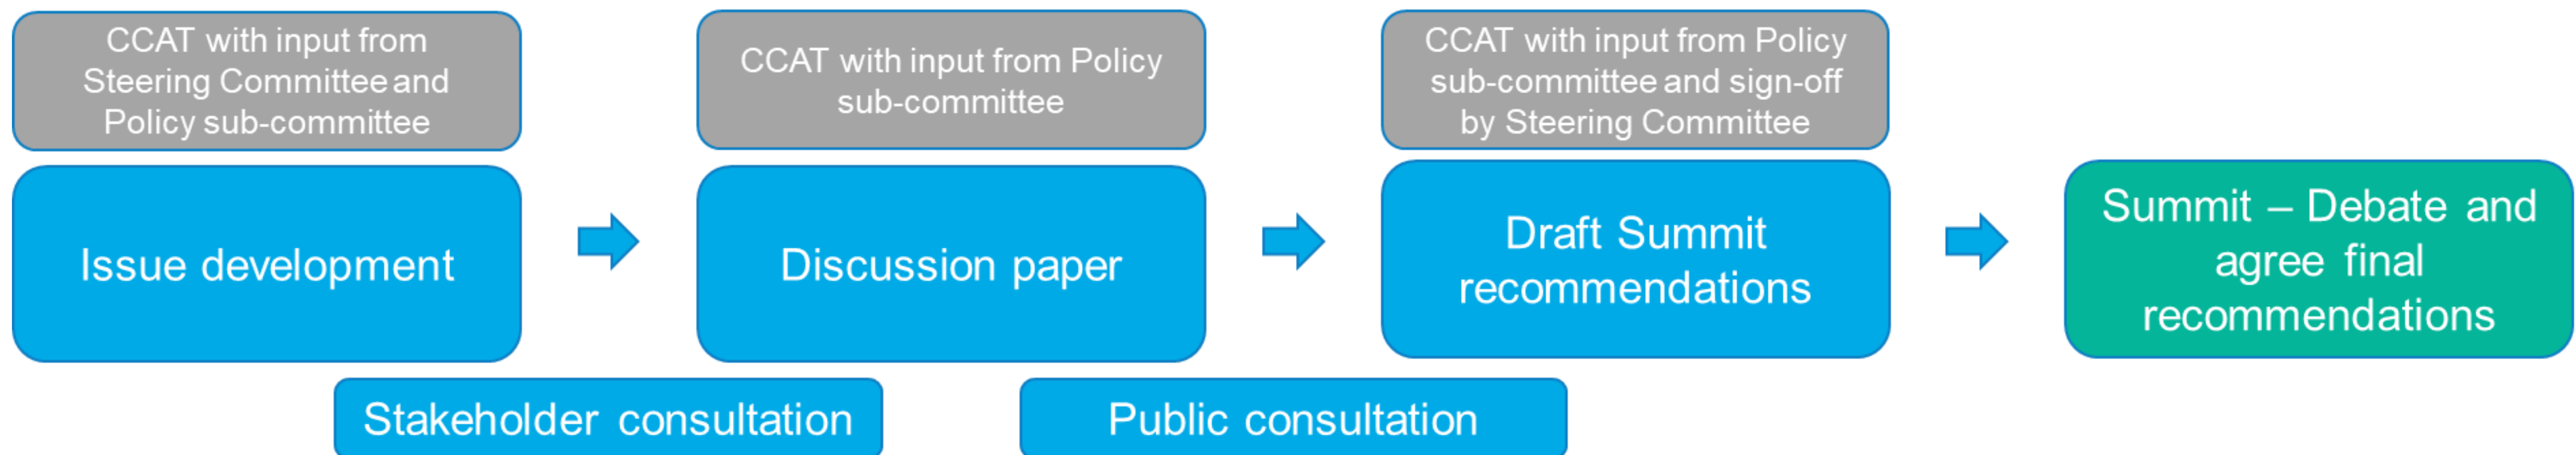 CCAT with input from
Steering Committee and
Policy sub-committee
Issue development
CCAT with input from Policy
sub-committee
Discussion paper
CCAT with input from Policy
sub-committee and sign-off
by Steering Committee
Draft Summit
recommendations
Summit – Debate and
agree final
recommendations
Stakeholder consultation
Public consultation